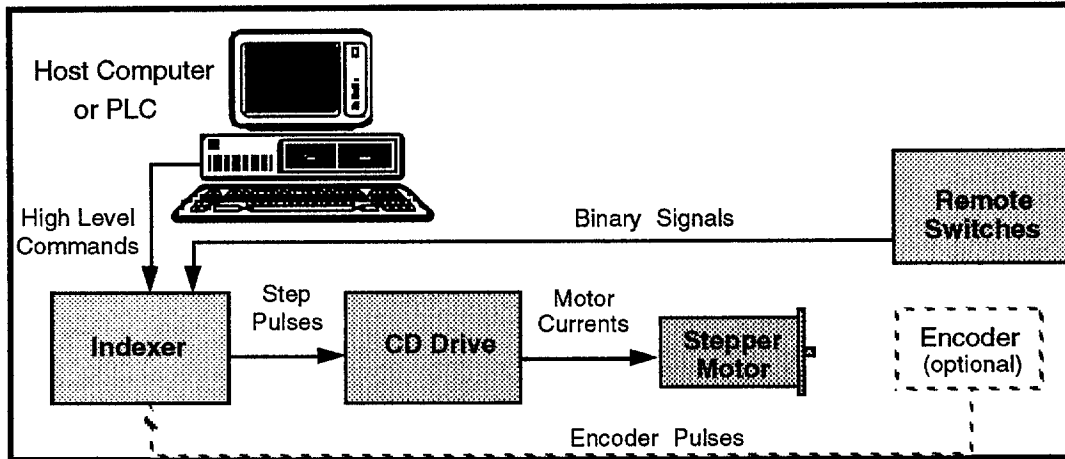 Host Computer
or PLC
High Level
Commands
Binary Signals
Remote
Switches
Indexer
Step
Pulses
CD Drive
Motor
Currents
Stepper
Motor
Encoder
(optional)
Encoder Pulses